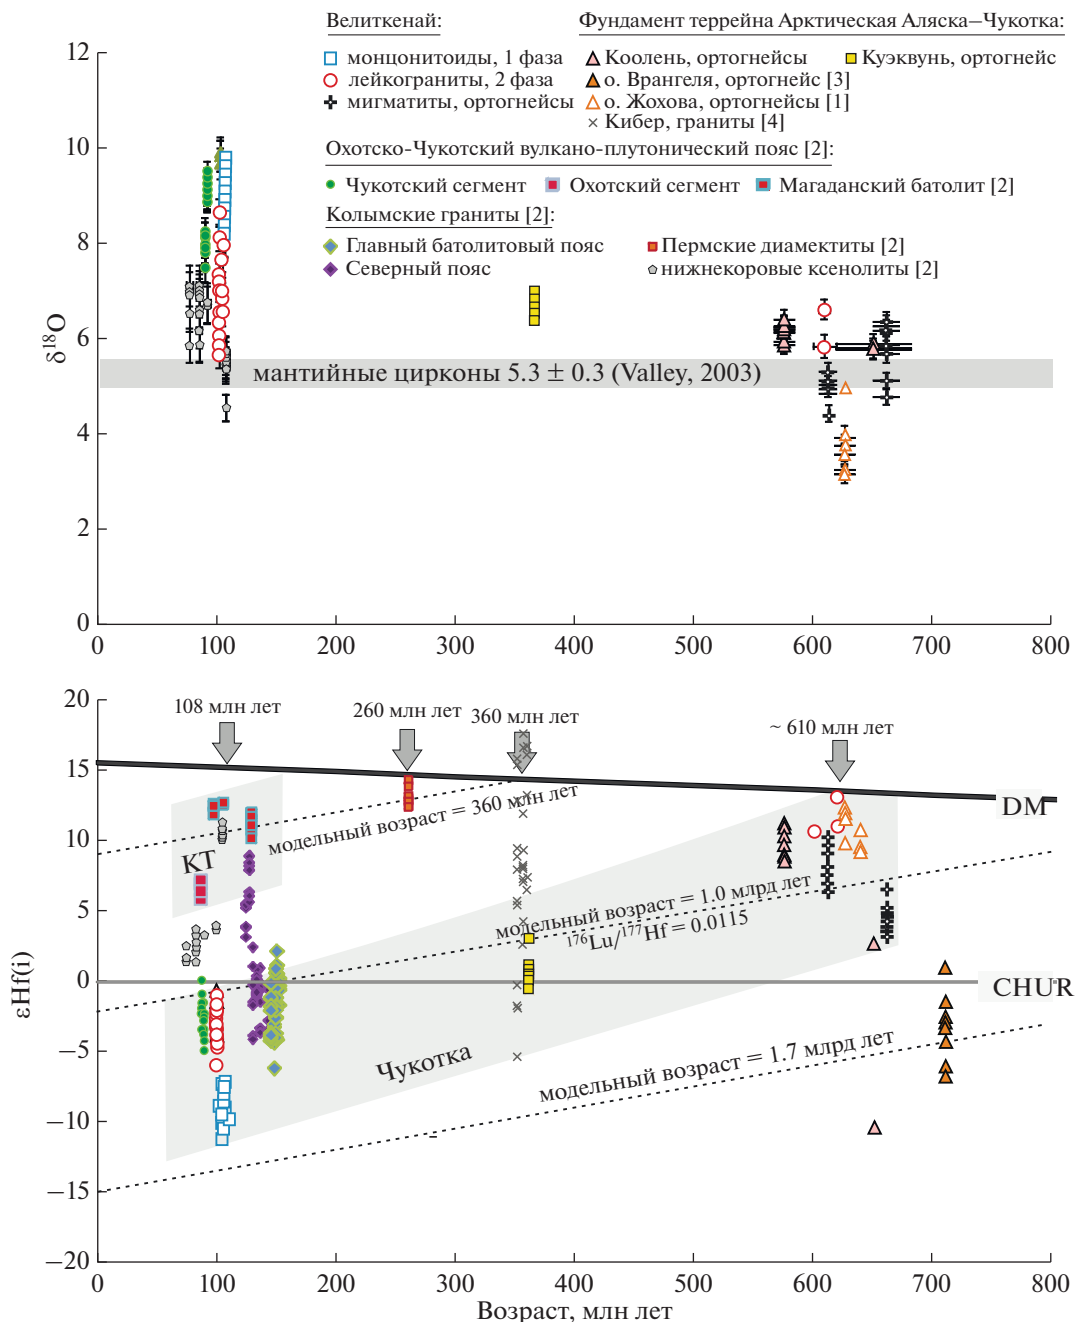 Велиткенай:
Фундамент террейна Арктическая Аляска–Чукотка:
монцонитоиды, 1 фаза
Коолень, ортогнейсы
Куэквунь, ортогнейс
лейкограниты, 2 фаза
о. Врангеля, ортогнейс [3]
мигматиты, ортогнейсы
о. Жохова, ортогнейсы [1]
Кибер, граниты [4]
Охотско-Чукотский вулкано-плутонический пояс [2]:
Чукотский сегмент
Охотский сегмент
Магаданский батолит [2]
Колымские граниты [2]:
Главный батолитовый пояс
Пермские диамектиты [2]
Северный пояс
нижнекоровые ксенолиты [2]
12
10
8
6
4
2
0
δ18O
мантийные цирконы 5.3 ± 0.3 (Valley, 2003)
0 100 200 300 400 500 600 700 800
20
15
10
5
0
−5
−10
−15
−20
εHf(i)
108 млн лет
260 млн лет
360 млн лет
~ 610 млн лет
DM
модельный возраст = 360 млн лет
КТ
модельный возраст = 1.0 млрд лет
176Lu/177Hf = 0.0115
CHUR
Чукотка
модельный возраст = 1.7 млрд лет
0 100 200 300 400 500 600 700 800
Возраст, млн лет